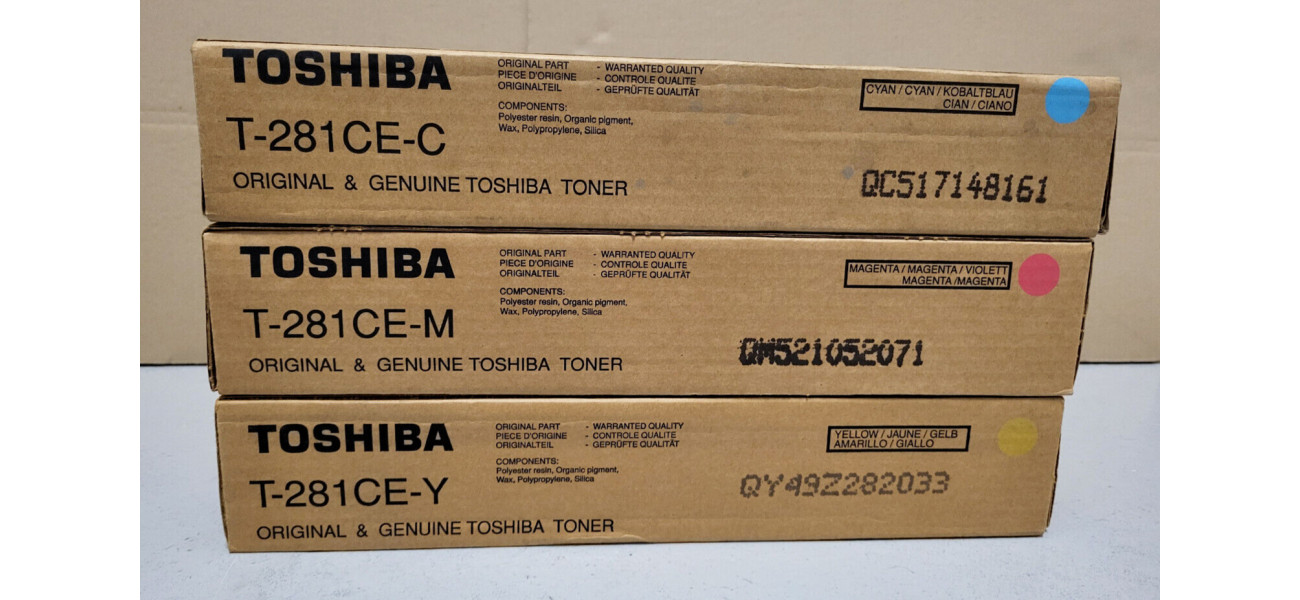 TOSHIBA
T-281CE-C
ORIGINAL & GENUINE TOSHIBA TONER
ORIGINAL PART - WARRANTED QUALITY
PIECE D'ORIGINE - CONTROLE QUALITE
ORIGINALTEIL - GEPRÜFTE QUALITÄT
COMPONENTS:
Polyester resin, Organic pigment,
Wax, Polypropylene, Silica
CYAN / CYAN / KOBALTBLAU
CIAN / CIANO
QC517148161
TOSHIBA
T-281CE-M
ORIGINAL & GENUINE TOSHIBA TONER
ORIGINAL PART - WARRANTED QUALITY
PIECE D'ORIGINE - CONTROLE QUALITE
ORIGINALTEIL - GEPRÜFTE QUALITÄT
COMPONENTS:
Polyester resin, Organic pigment,
Wax, Polypropylene, Silica
MAGENTA / MAGENTA / VIOLETT
MAGENTA /MAGENTA
QM521052071
TOSHIBA
T-281CE-Y
ORIGINAL & GENUINE TOSHIBA TONER
ORIGINAL PART - WARRANTED QUALITY
PIECE D'ORIGINE - CONTROLE QUALITE
ORIGINALTEIL - GEPRÜFTE QUALITÄT
COMPONENTS:
Polyester resin, Organic pigment,
Wax, Polypropylene, Silica
YELLOW / JAUNE / GELB
AMARILLO / GIALLO
QY49Z282033